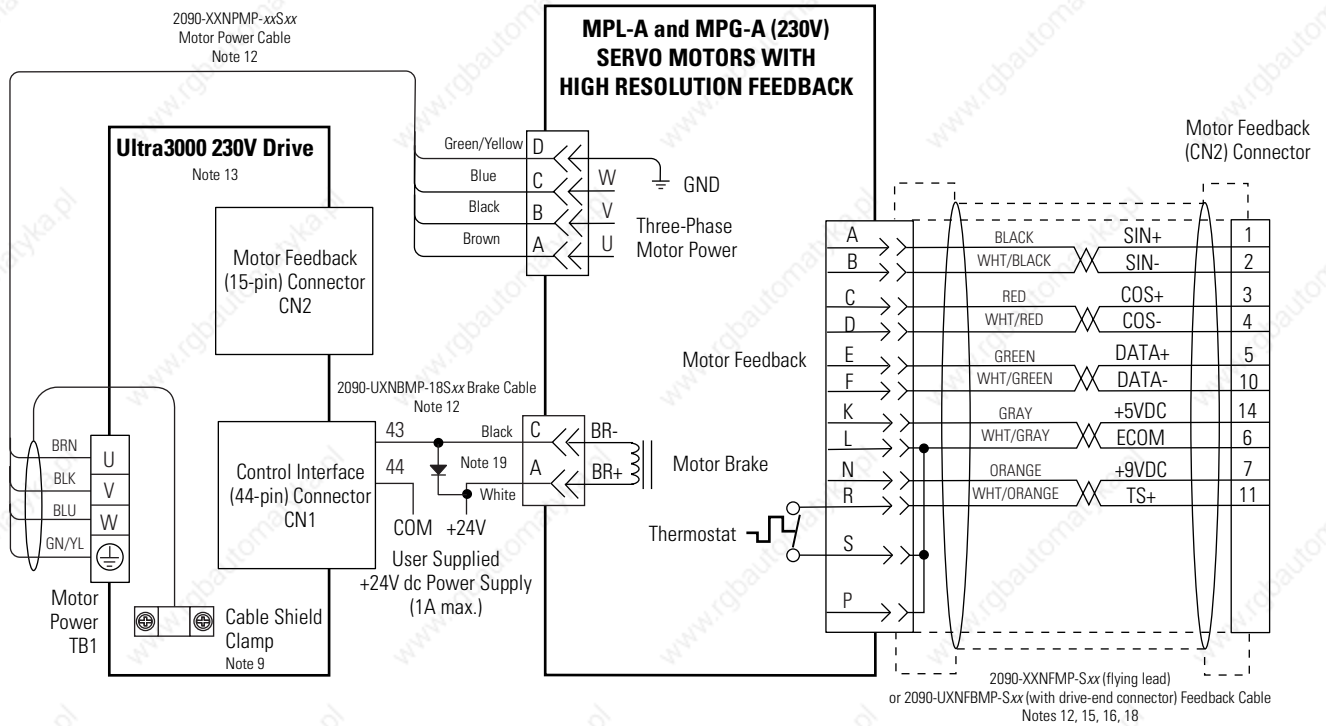 2090-XXNPMP-xxSxx
Motor Power Cable
Note 12
MPL-A and MPG-A (230V)
SERVO MOTORS WITH
HIGH RESOLUTION FEEDBACK
Motor Feedback
(CN2) Connector
Ultra3000 230V Drive
Note 13
Green/Yellow D
Blue C W
Black B V
Brown A U
GND
Three-Phase
Motor Power
Motor Feedback
(15-pin) Connector
CN2
A BLACK SIN+ 1
B WHT/BLACK SIN- 2
C RED COS+ 3
D WHT/RED COS- 4
E GREEN DATA+ 5
F WHT/GREEN DATA- 10
K GRAY +5VDC 14
L WHT/GRAY ECOM 6
N ORANGE +9VDC 7
R WHT/ORANGE TS+ 11
S
P
Motor Feedback
2090-UXNBMP-18Sxx Brake Cable
Note 12
43 Black C BR-
44 Note 19 A BR+
White
Motor Brake
Thermostat
Control Interface
(44-pin) Connector
CN1
COM +24V
User Supplied
+24V dc Power Supply
(1A max.)
BRN U
BLK V
BLU W
GN/YL
Motor
Power
TB1
Cable Shield
Clamp
Note 9
2090-XXNFMP-Sxx (flying lead)
or 2090-UXNFBMP-Sxx (with drive-end connector) Feedback Cable
Notes 12, 15, 16, 18
www.rgbautomatyka.pl